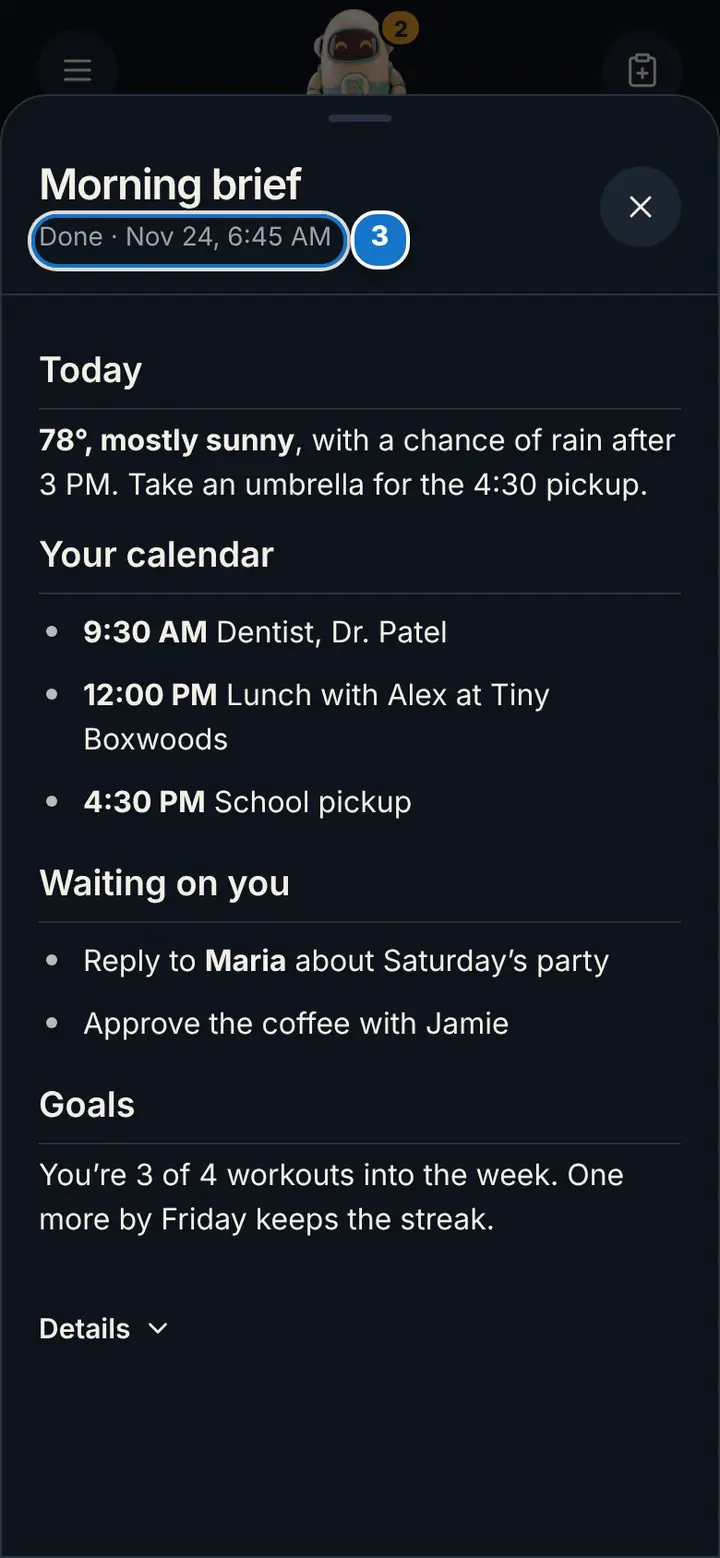 2
Morning brief
Done · Nov 24, 6:45 AM
3
Today
78°, mostly sunny, with a chance of rain after
3 PM. Take an umbrella for the 4:30 pickup.
Your calendar
• 9:30 AM Dentist, Dr. Patel
• 12:00 PM Lunch with Alex at Tiny
Boxwoods
• 4:30 PM School pickup
Waiting on you
• Reply to Maria about Saturday’s party
• Approve the coffee with Jamie
Goals
You’re 3 of 4 workouts into the week. One
more by Friday keeps the streak.
Details